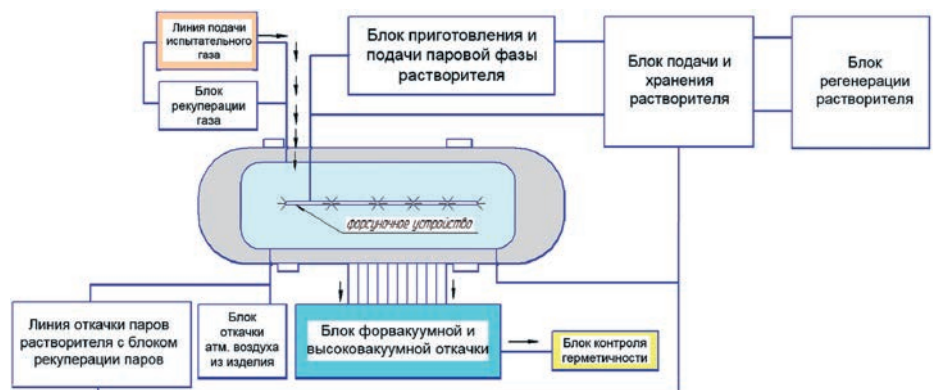 Линия подачи
испытательного
газа
Блок
рекуперации
газа
Блок приготовления и
подачи паровой фазы
растворителя
Блок подачи и
хранения
растворителя
Блок
регенерации
растворителя
форсуночное устройство
Линия откачки паров
растворителя с блоком
рекуперации паров
Блок
откачки
атм. воздуха
из изделия
Блок форвакуумной и
высоковакуумной откачки
Блок контроля
герметичности